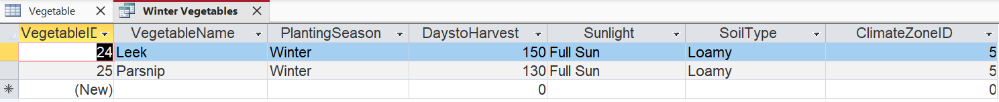 Vegetable Winter Vegetables
VegetableID VegetableName PlantingSeason DaystoHarvest Sunlight SoilType ClimateZoneID
24 Leek Winter 150 Full Sun Loamy 5
25 Parsnip Winter 130 Full Sun Loamy 5
(New) 0 0